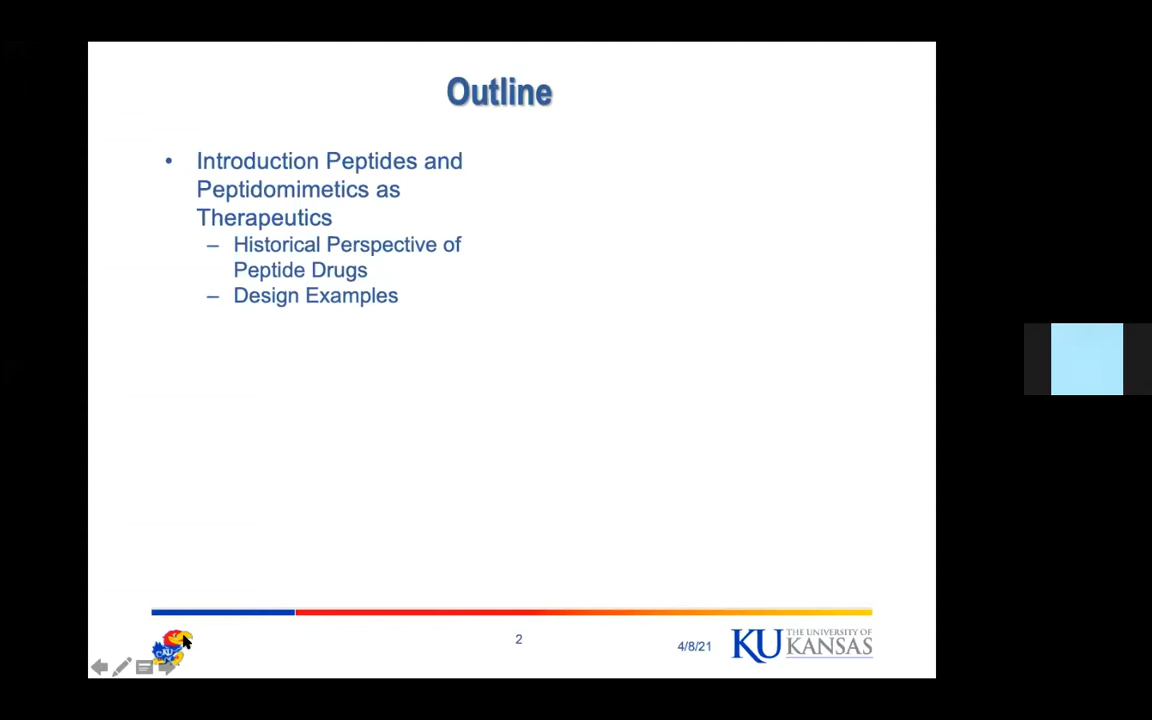 Outline
• Introduction Peptides and
Peptidomimetics as
Therapeutics
– Historical Perspective of
Peptide Drugs
– Design Examples
KU
2
4/8/21
KU THE UNIVERSITY OF
KANSAS